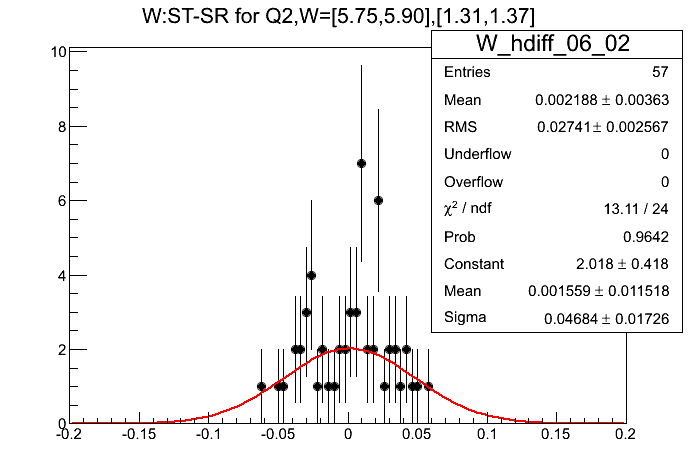 W:ST-SR for Q2,W=[5.75,5.90],[1.31,1.37]
W_hdiff_06_02
Entries 57
Mean 0.002188 ± 0.00363
RMS 0.02741 ± 0.002567
Underflow 0
Overflow 0
χ² / ndf 13.11 / 24
Prob 0.9642
Constant 2.018 ± 0.418
Mean 0.001559 ± 0.011518
Sigma 0.04684 ± 0.01726
10
8
6
4
2
0
-0.2 -0.15 -0.1 -0.05 0 0.05 0.1 0.15 0.2